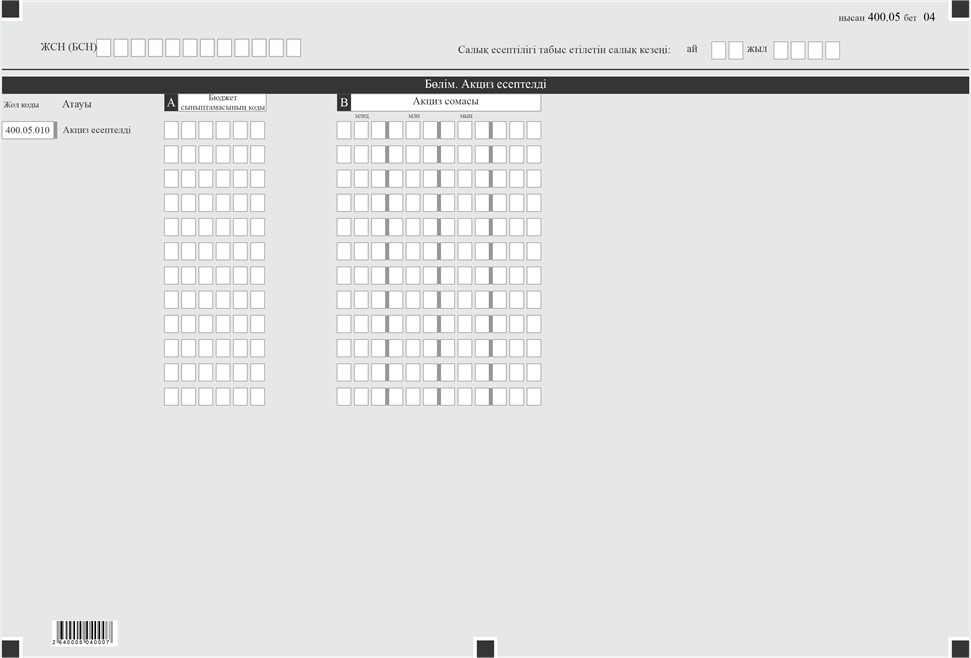 нысан 400.05 бет 04
ЖСН (БСН)
Салық есептілігі табыс етілетін салық кезеңі: ай жыл
Бөлім. Акциз есептелді
Жол коды Атауы A Бюджет сыныптамасының коды B Акциз сомасы
млрд млн мың
400.05.010 Акциз есептелді
2 640005 040007